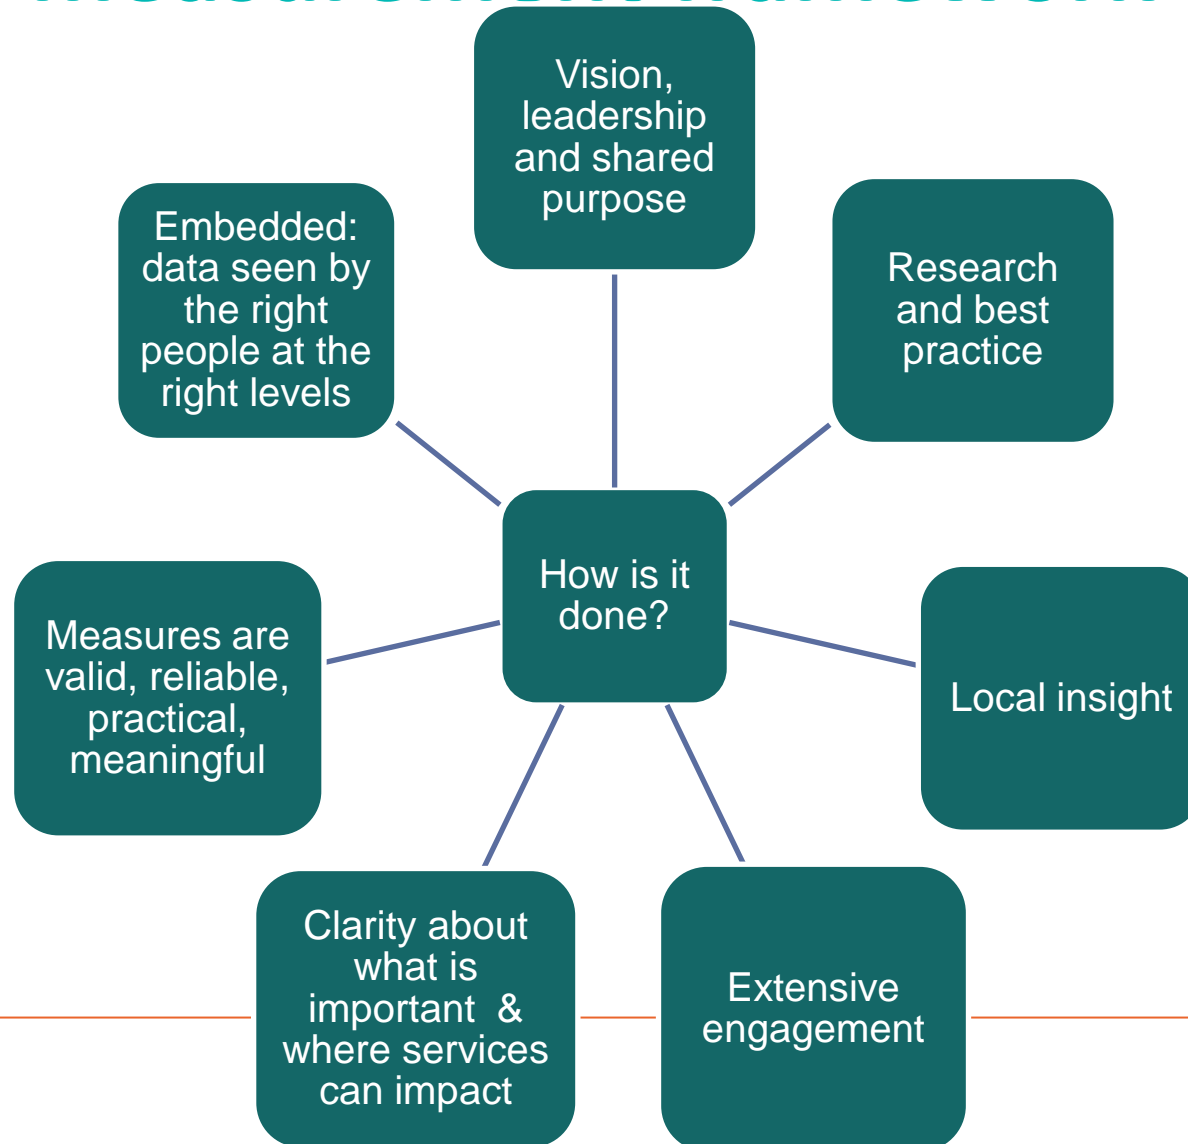 Vision,
leadership
and shared
purpose
Research
and best
practice
Local insight
Extensive
engagement
Clarity about
what is
important & 
where services
can impact
Measures are
valid, reliable,
practical,
meaningful
Embedded:
data seen by
the right
people at the
right levels
How is it
done?